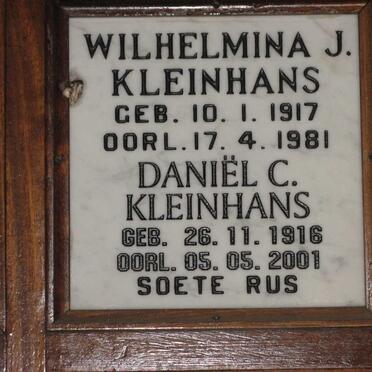 WILHELMINA J.
KLEINHANS
GEB. 10. 1. 1917
OORL. 17. 4. 1981
DANIËL C.
KLEINHANS
GEB. 26. 11. 1916
OORL. 05. 05. 2001
SOETE RUS